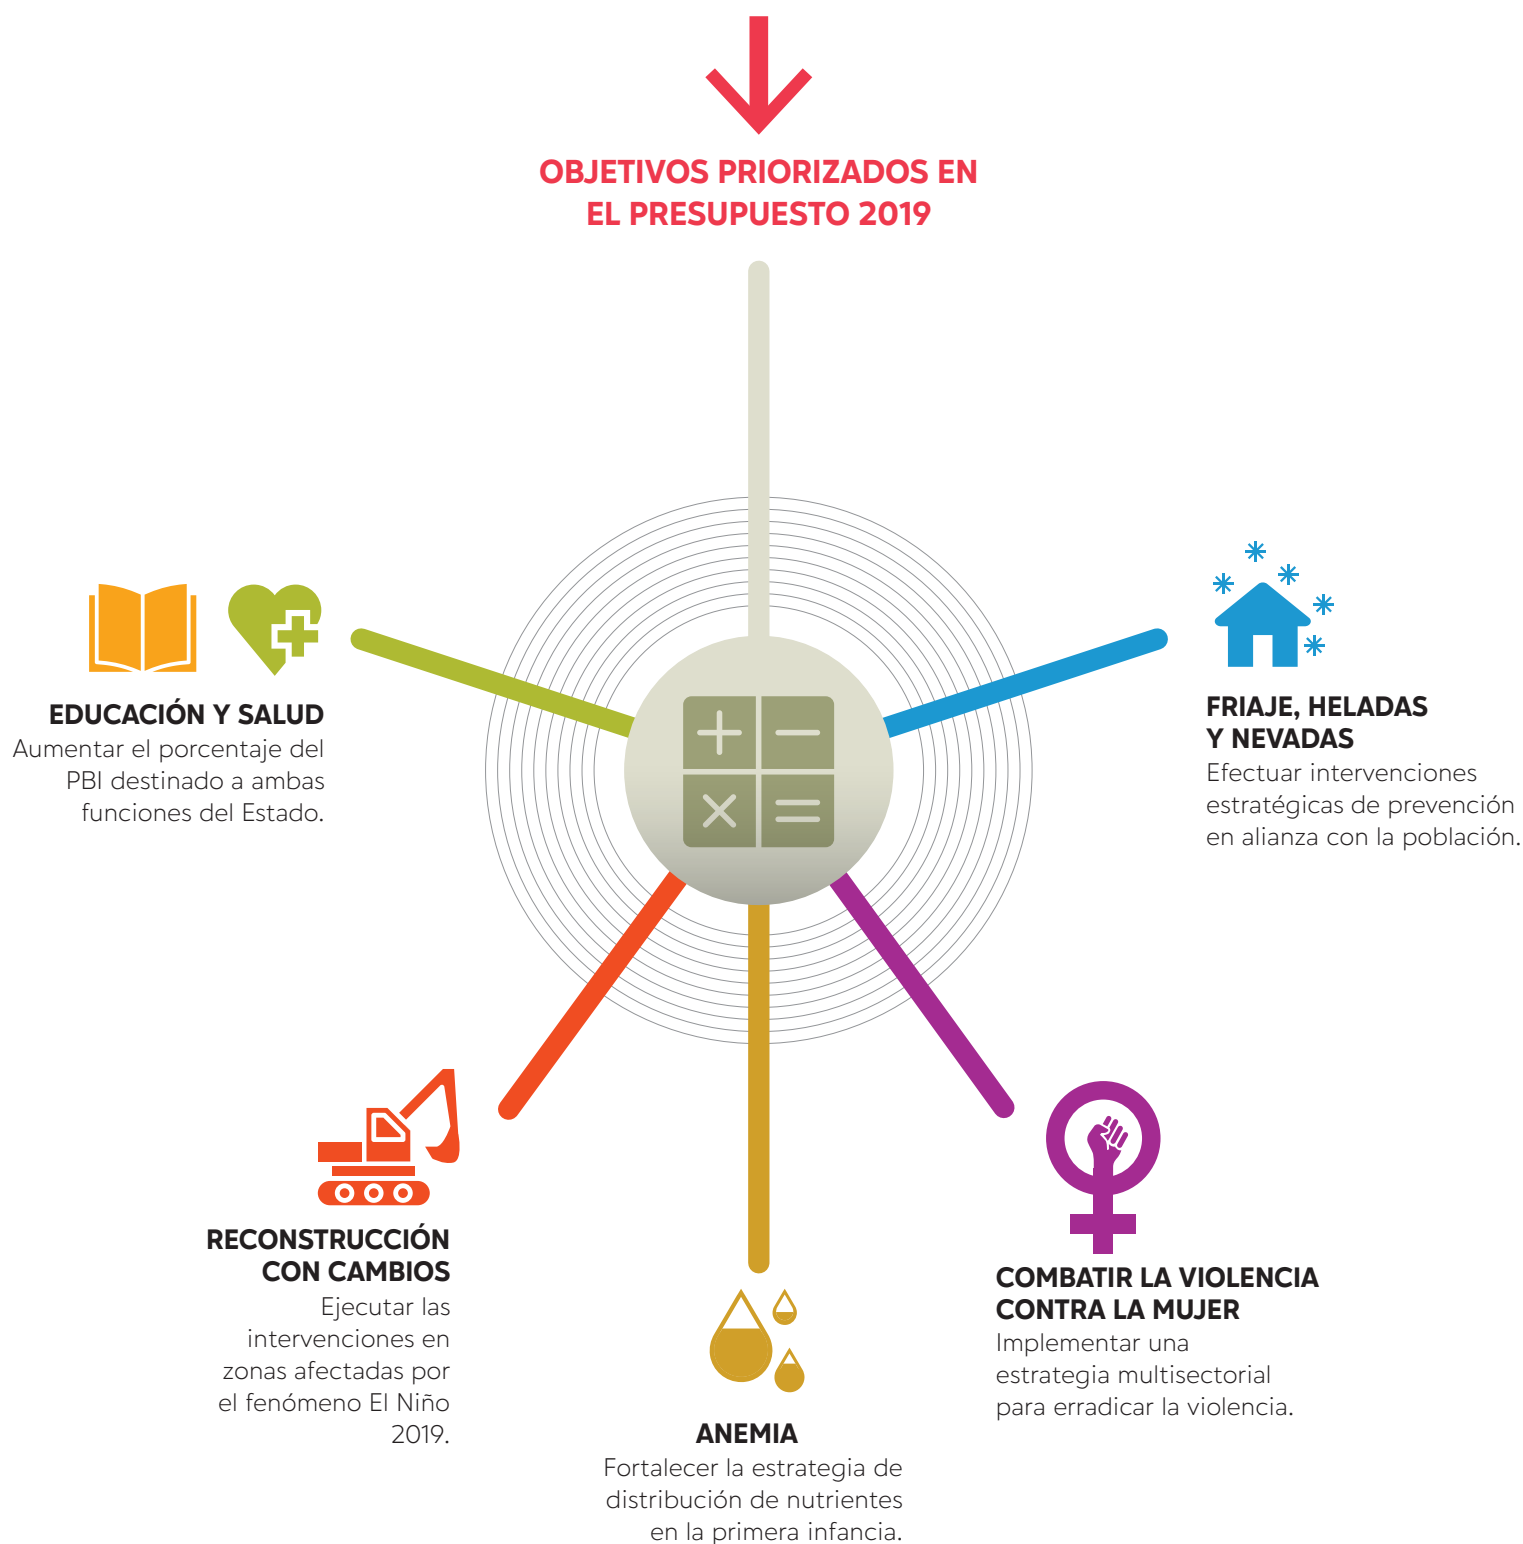 OBJETIVOS PRIORIZADOS EN
EL PRESUPUESTO 2019
EDUCACIÓN Y SALUD
Aumentar el porcentaje del
PBI destinado a ambas
funciones del Estado.
FRIAJE, HELADAS
Y NEVADAS
Efectuar intervenciones
estratégicas de prevención
en alianza con la población.
RECONSTRUCCIÓN
CON CAMBIOS
Ejecutar las
intervenciones en
zonas afectadas por
el fenómeno El Niño
2019.
ANEMIA
Fortalecer la estrategia de
distribución de nutrientes
en la primera infancia.
COMBATIR LA VIOLENCIA
CONTRA LA MUJER
Implementar una
estrategia multisectorial
para erradicar la violencia.